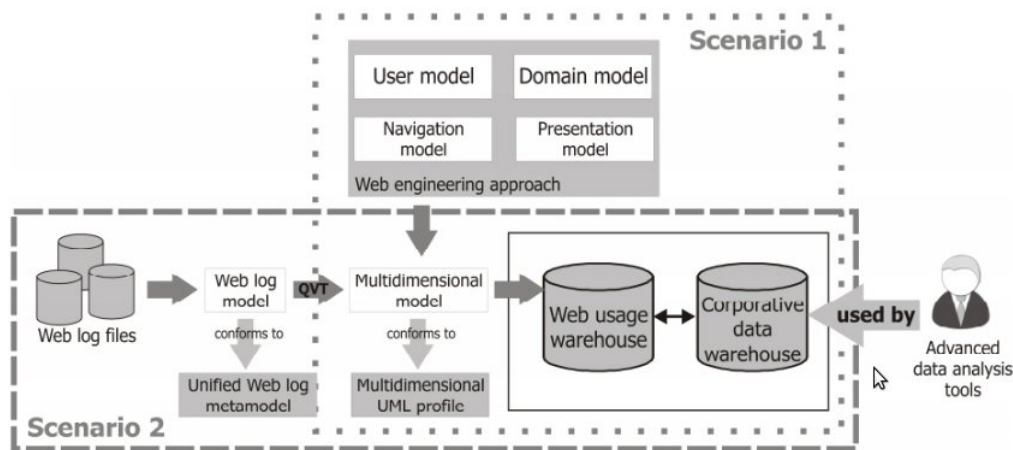 Scenario 1
User model
Domain model
Navigation
model
Presentation
model
Web engineering approach
Web log files
Web log
model
QVT
Multidimensional
model
conforms to
conforms to
Unified Web log
metamodel
Multidimensional
UML profile
Web usage
warehouse
Corporative
data
warehouse
used by
Advanced
data analysis
tools
Scenario 2